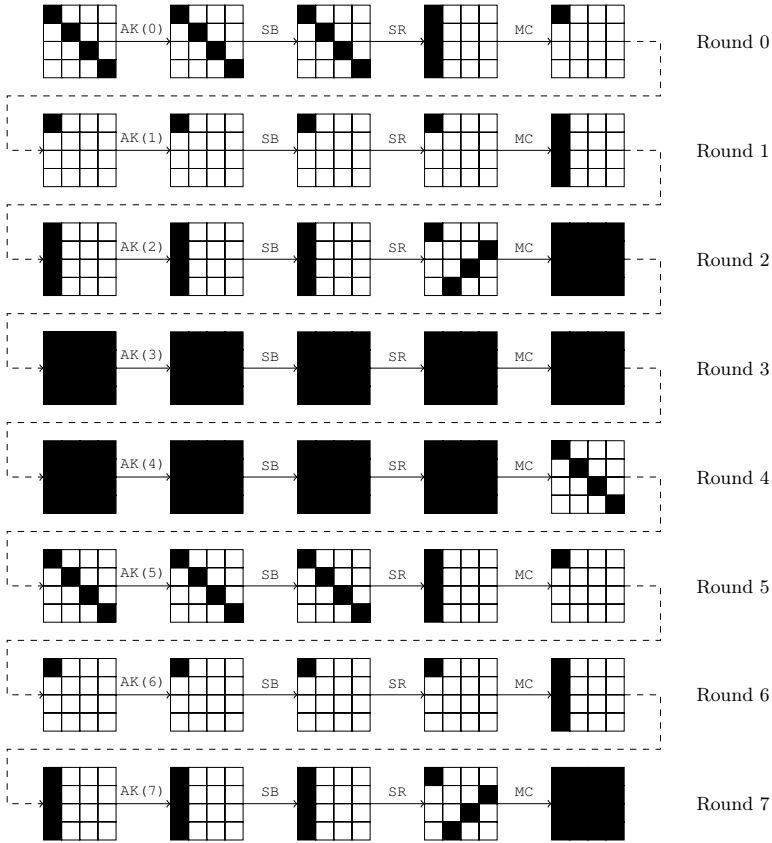 AK(0) SB SR MC Round 0
AK(1) SB SR MC Round 1
AK(2) SB SR MC Round 2
AK(3) SB SR MC Round 3
AK(4) SB SR MC Round 4
AK(5) SB SR MC Round 5
AK(6) SB SR MC Round 6
AK(7) SB SR MC Round 7